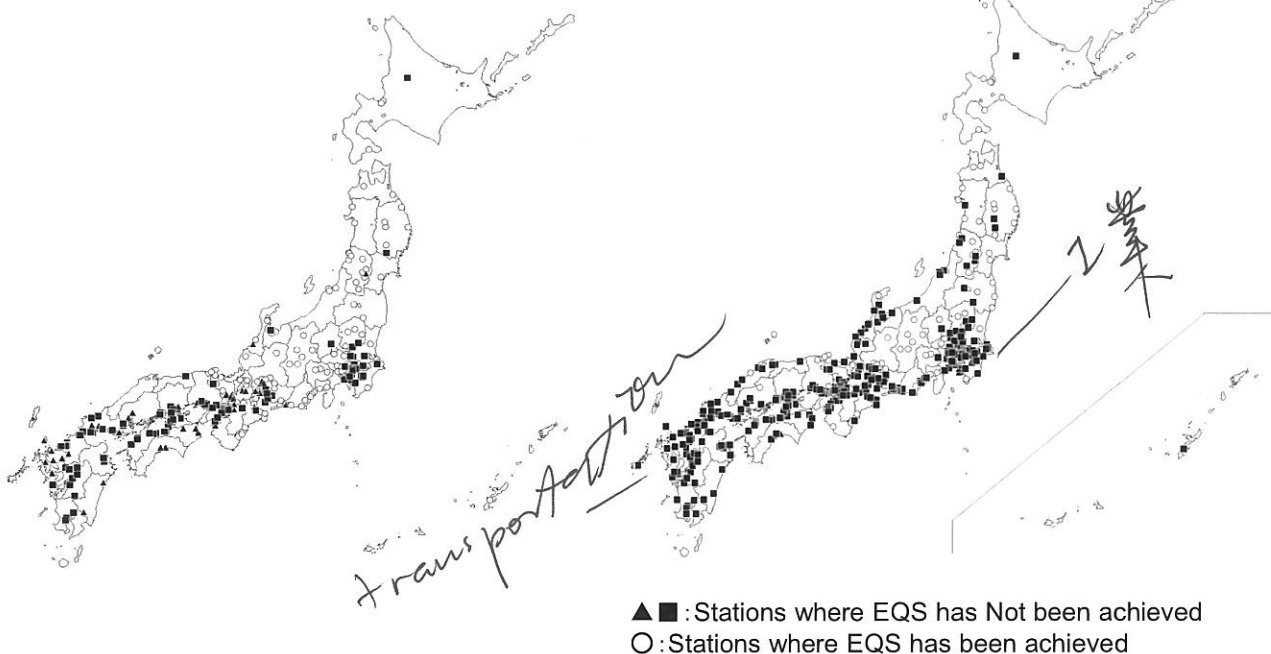 transportation
工業
▲■:Stations where EQS has Not been achieved
○:Stations where EQS has been achieved